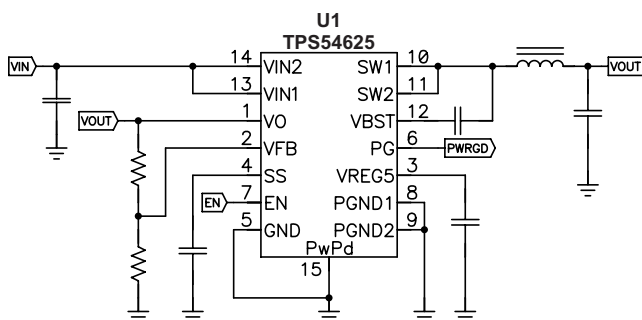 U1
TPS54625
VIN
14
VIN2
SW1
10
VOUT
13
VIN1
SW2
11
VOUT
1
VO
VBST
12
2
VFB
PG
6
PWRGD
4
SS
VREG5
3
EN
7
EN
PGND1
8
5
GND
PGND2
9
PwPd
15